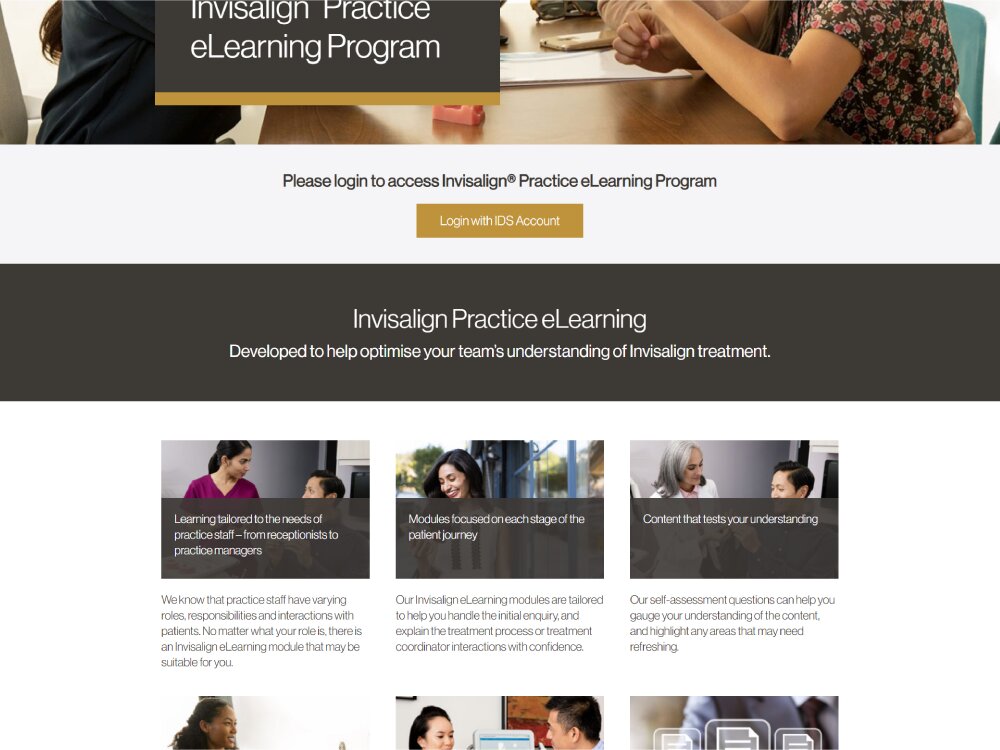 Invisalign Practice
eLearning Program
Please login to access Invisalign® Practice eLearning Program
Login with IDS Account
Invisalign Practice eLearning
Developed to help optimise your team's understanding of Invisalign treatment.
Learning tailored to the needs of
practice staff – from receptionists to
practice managers
We know that practice staff have varying
roles, responsibilities and interactions with
patients. No matter what your role is, there is
an Invisalign eLearning module that may be
suitable for you.
Modules focused on each stage of the
patient journey
Our Invisalign eLearning modules are tailored
to help you handle the initial enquiry, and
explain the treatment process or treatment
coordinator interactions with confidence.
Content that tests your understanding
Our self-assessment questions can help you
gauge your understanding of the content,
and highlight any areas that may need
refreshing.